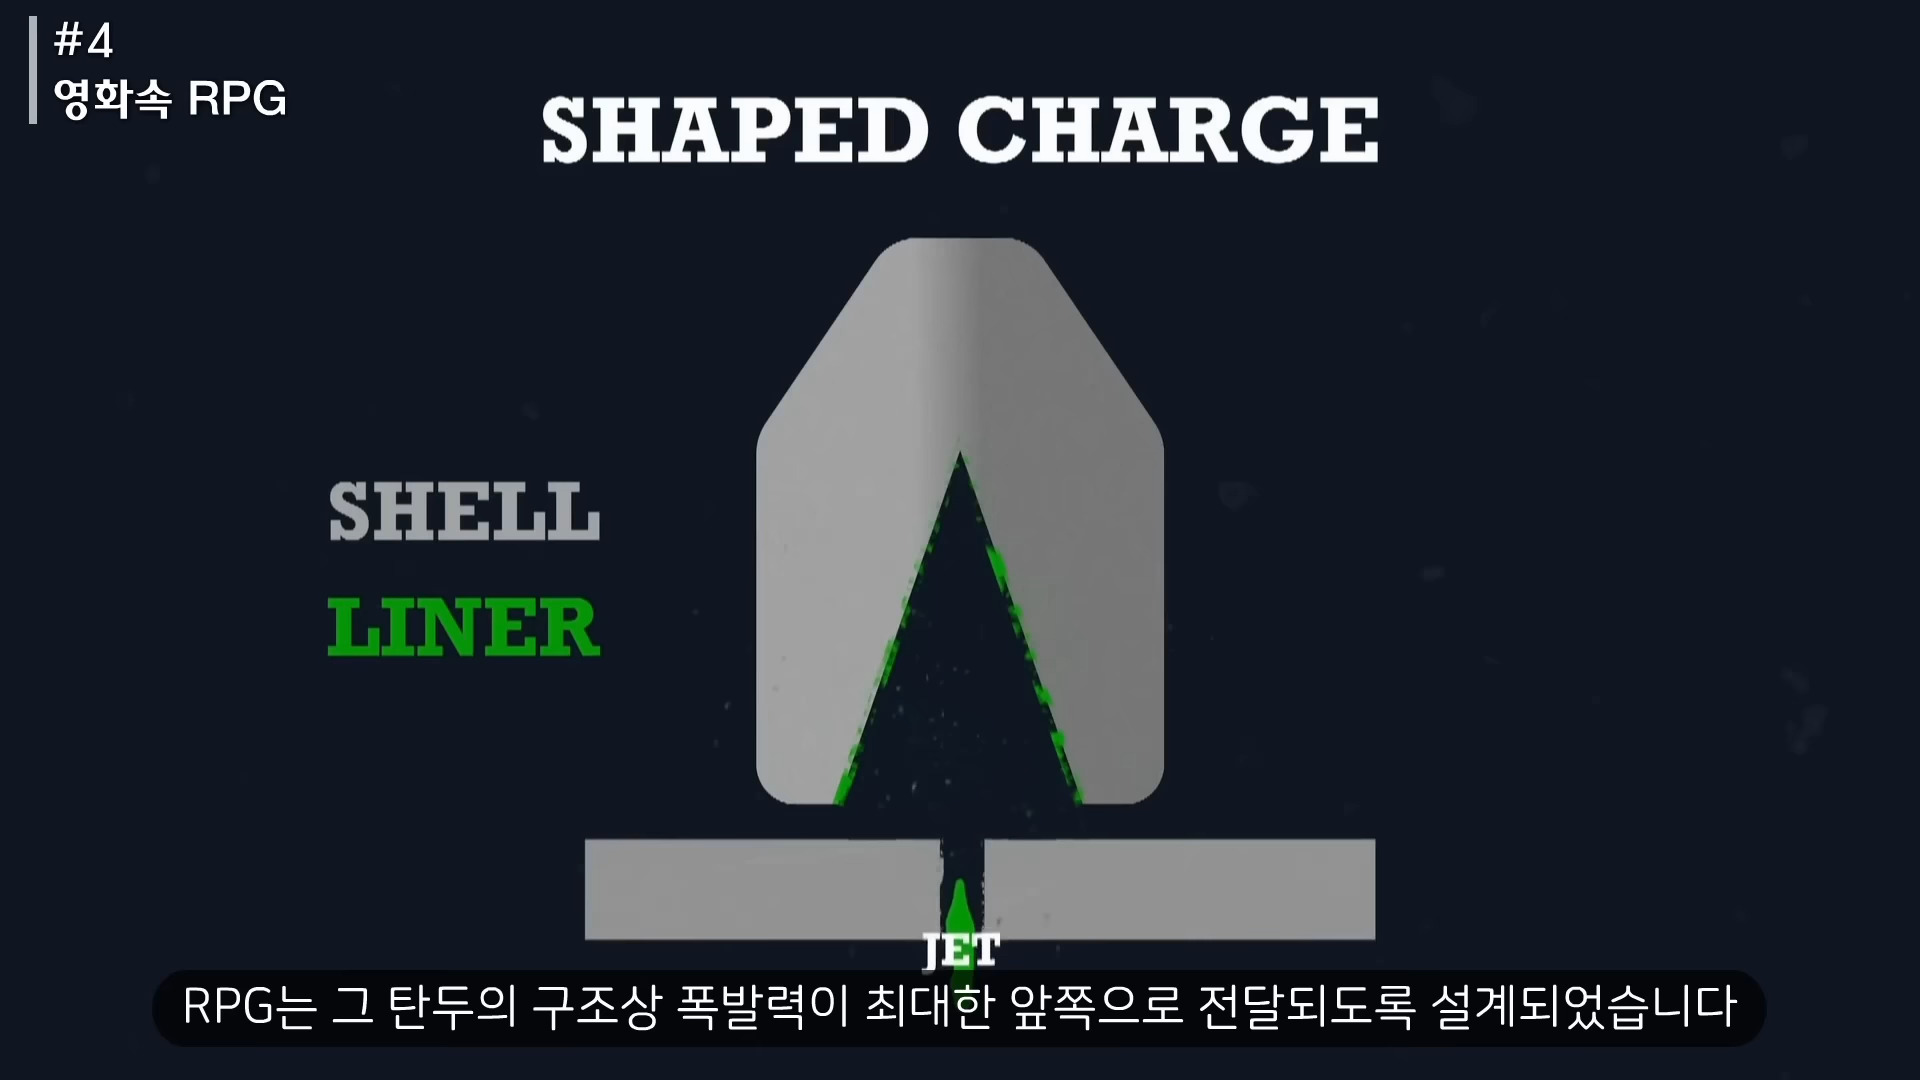 #4
영화속 RPG
SHAPED CHARGE
SHELL
LINER
JET
RPG는 그 탄두의 구조상 폭발력이 최대한 앞쪽으로 전달되도록 설계되었습니다